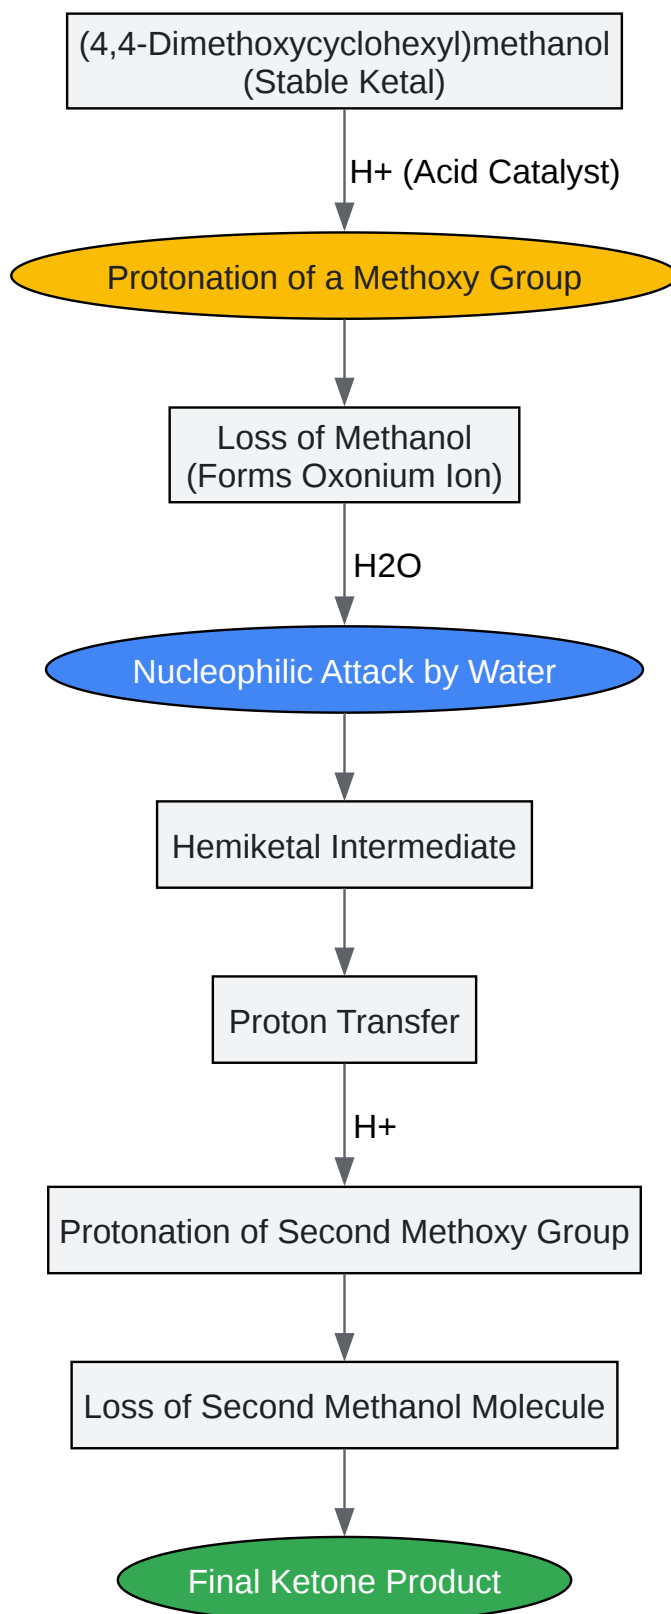 (4,4-Dimethoxycyclohexyl)methanol
(Stable Ketal)
H+ (Acid Catalyst)
Protonation of a Methoxy Group
Loss of Methanol
(Forms Oxonium Ion)
H2O
Nucleophilic Attack by Water
Hemiketal Intermediate
Proton Transfer
H+
Protonation of Second Methoxy Group
Loss of Second Methanol Molecule
Final Ketone Product